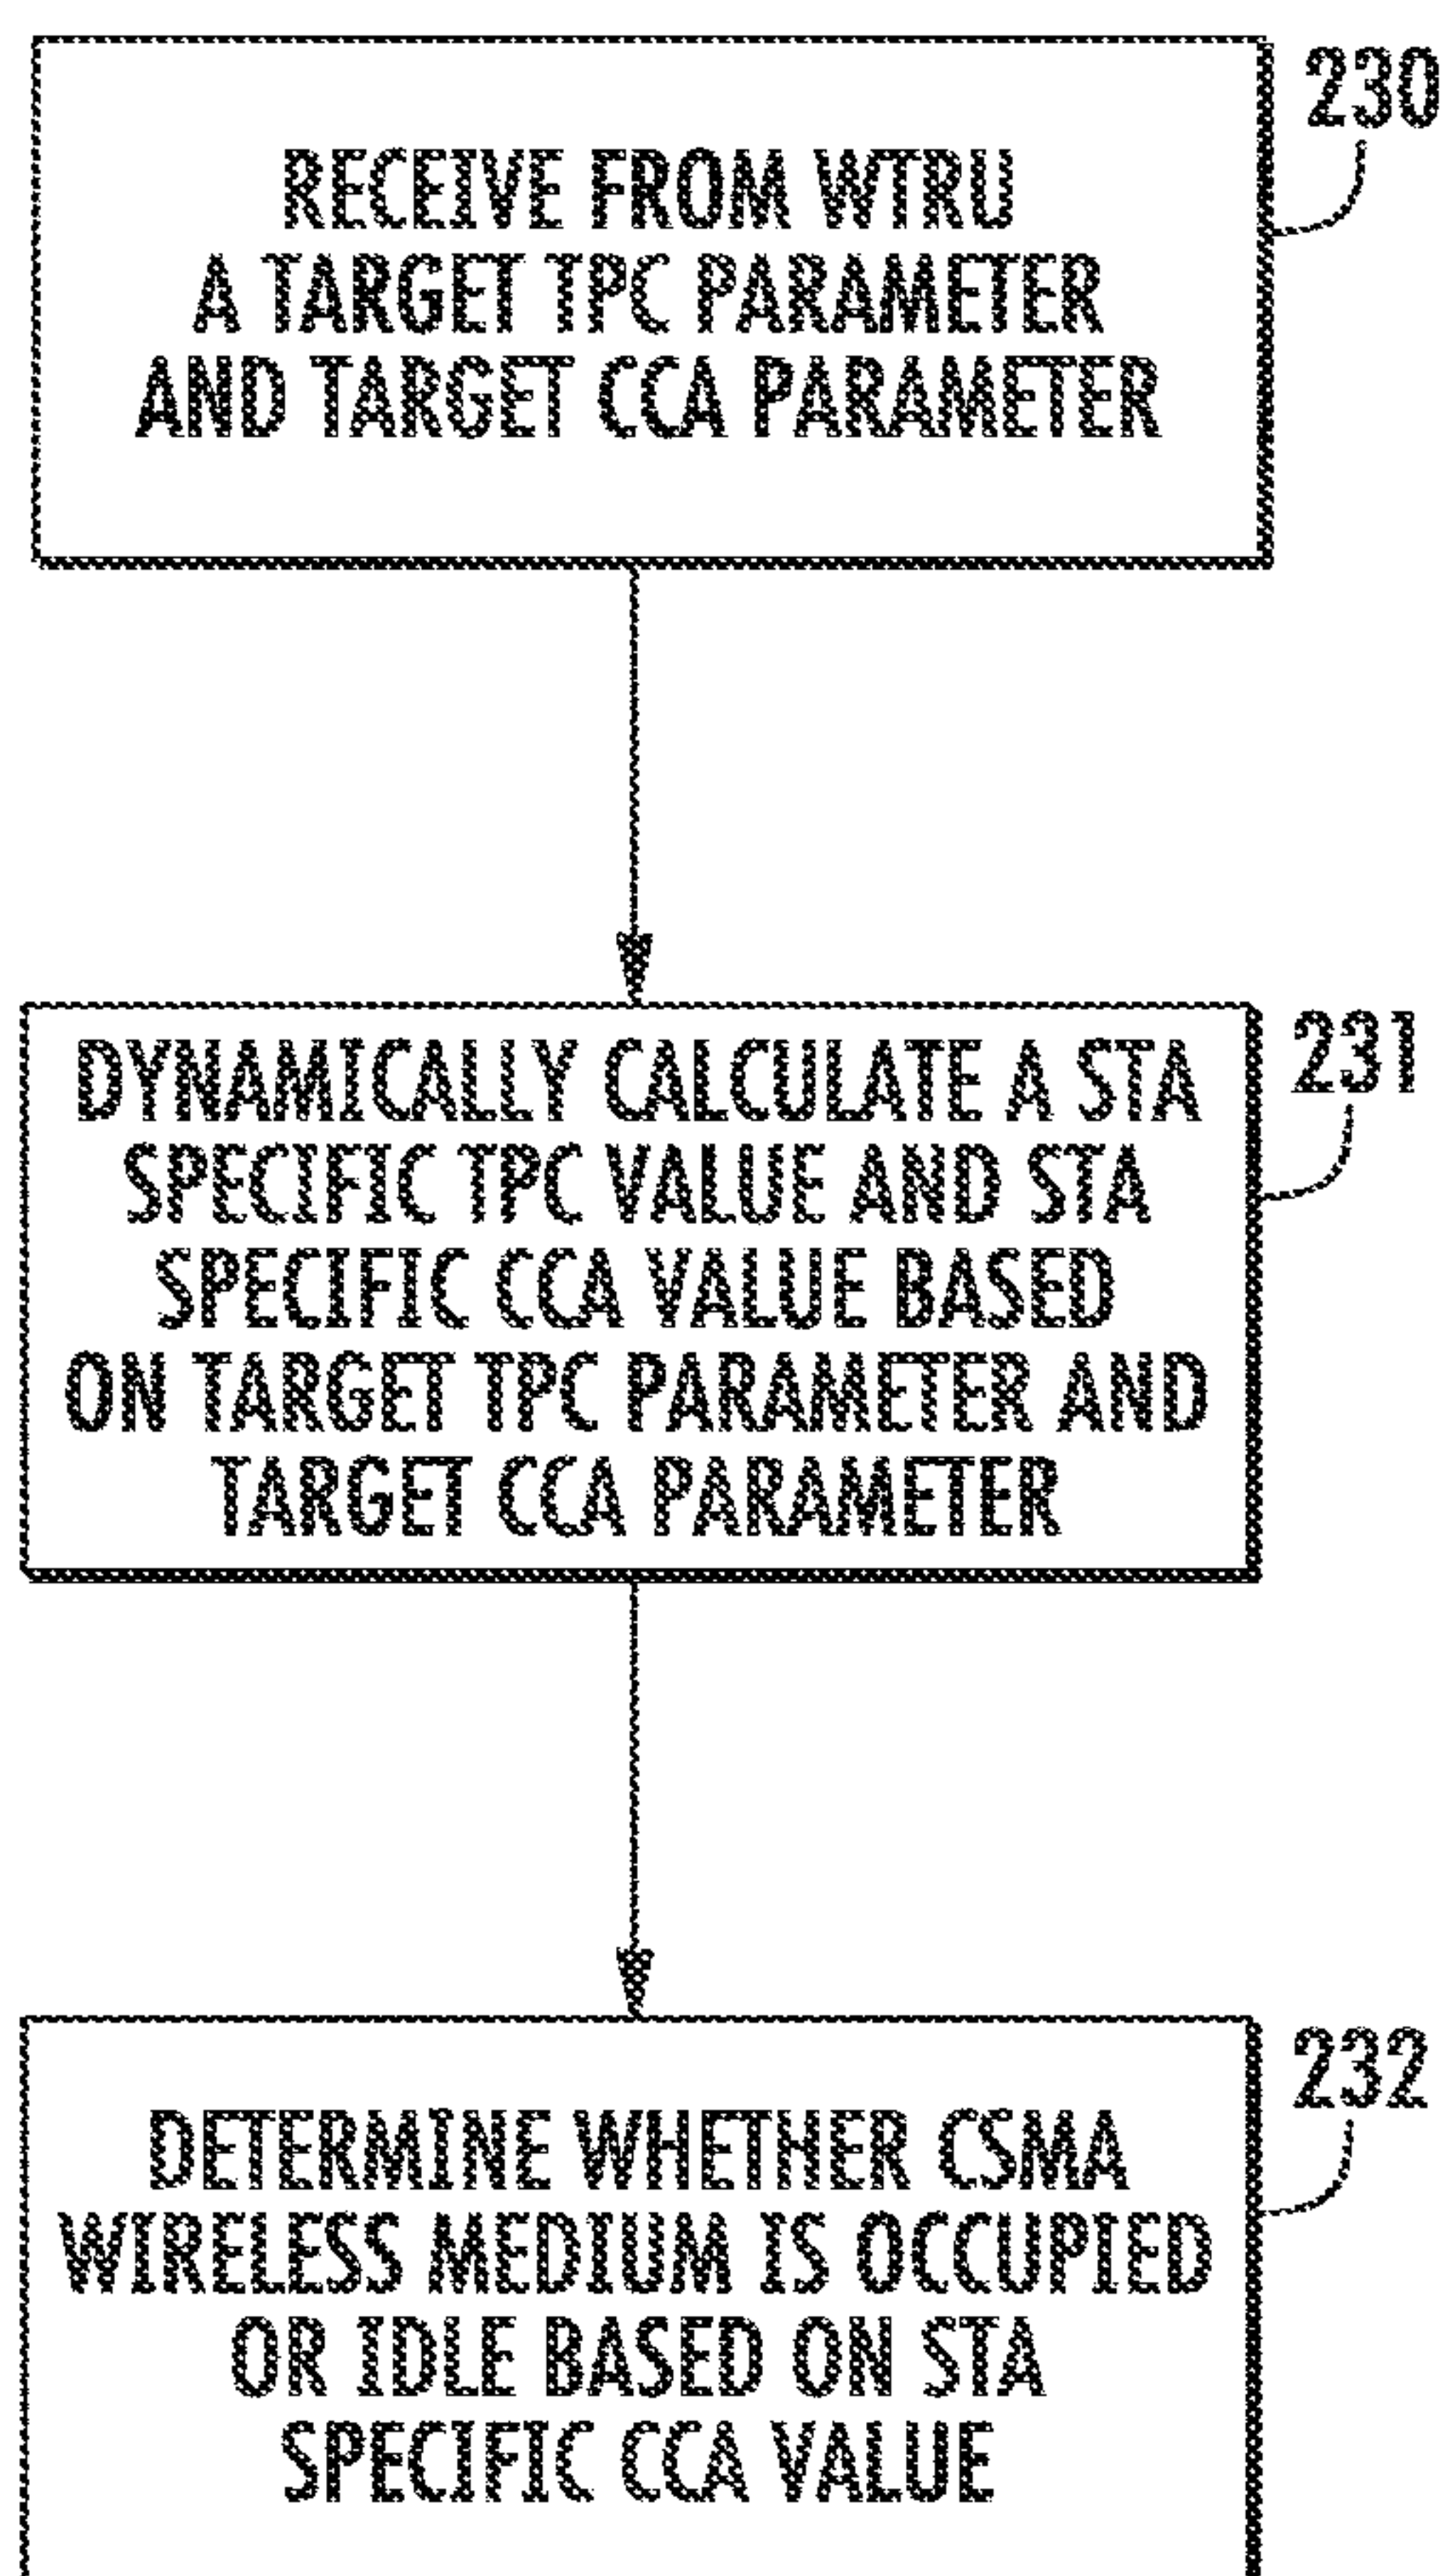 230
RECEIVE FROM WTRU
A TARGET TPC PARAMETER
AND TARGET CCA PARAMETER
231
DYNAMICALLY CALCULATE A STA
SPECIFIC TPC VALUE AND STA
SPECIFIC CCA VALUE BASED
ON TARGET TPC PARAMETER AND
TARGET CCA PARAMETER
232
DETERMINE WHETHER CSMA
WIRELESS MEDIUM IS OCCUPIED
OR IDLE BASED ON STA
SPECIFIC CCA VALUE